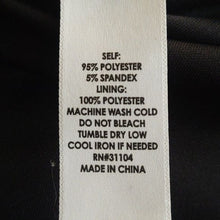 SELF:
95% POLYESTER
5% SPANDEX
LINING:
100% POLYESTER
MACHINE WASH COLD
DO NOT BLEACH
TUMBLE DRY LOW
COOL IRON IF NEEDED
RN#31104
MADE IN CHINA